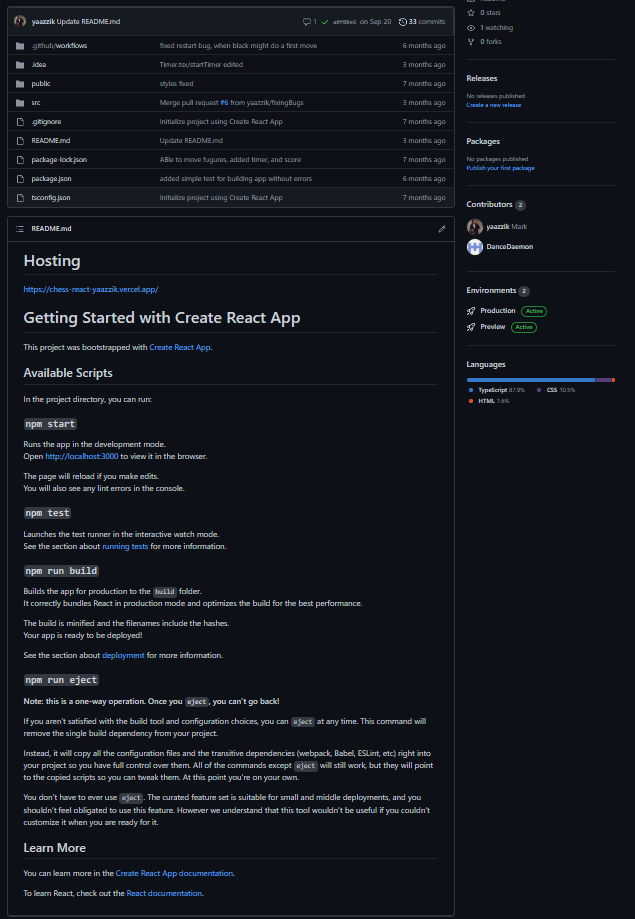 yaazzik Update README.md
1
on Sep 20
33 commits
.github/workflows
fixed restart bug, when black might do a first move
6 months ago
.idea
Timer.tsx/startTimer edited
3 months ago
public
styles fixed
7 months ago
src
Merge pull request #6 from yaazzik/fixingBugs
3 months ago
.gitignore
Initialize project using Create React App
7 months ago
README.md
Update README.md
3 months ago
package-lock.json
ABle to move fugures, added timer, and score
7 months ago
package.json
added simple test for building app without errors
6 months ago
tsconfig.json
Initialize project using Create React App
7 months ago
README.md
Hosting
https://chess-react-yaazzik.vercel.app/
Getting Started with Create React App
This project was bootstrapped with Create React App.
Available Scripts
In the project directory, you can run:
npm start
Runs the app in the development mode.
Open http://localhost:3000 to view it in the browser.
The page will reload if you make edits.
You will also see any lint errors in the console.
npm test
Launches the test runner in the interactive watch mode.
See the section about running tests for more information.
npm run build
Builds the app for production to the build folder.
It correctly bundles React in production mode and optimizes the build for the best performance.
The build is minified and the filenames include the hashes.
Your app is ready to be deployed!
See the section about deployment for more information.
npm run eject
Note: this is a one-way operation. Once you eject, you can't go back!
If you aren't satisfied with the build tool and configuration choices, you can eject at any time. This command will
remove the single build dependency from your project.
Instead, it will copy all the configuration files and the transitive dependencies (webpack, Babel, ESLint, etc) right into
your project so you have full control over them. All of the commands except eject will still work, but they will point
to the copied scripts so you can tweak them. At this point you're on your own.
You don't have to ever use eject. The curated feature set is suitable for small and middle deployments, and you
shouldn't feel obligated to use this feature. However we understand that this tool wouldn't be useful if you couldn't
customize it when you are ready for it.
Learn More
You can learn more in the Create React App documentation.
To learn React, check out the React documentation.
0 stars
1 watching
0 forks
Releases
No releases published
Create a new release
Packages
No packages published
Publish your first package
Contributors 2
yaazzik Mark
DanceDaemon
Environments 2
Production Active
Preview Active
Languages
TypeScript 87.9%
CSS 10.5%
HTML 1.6%